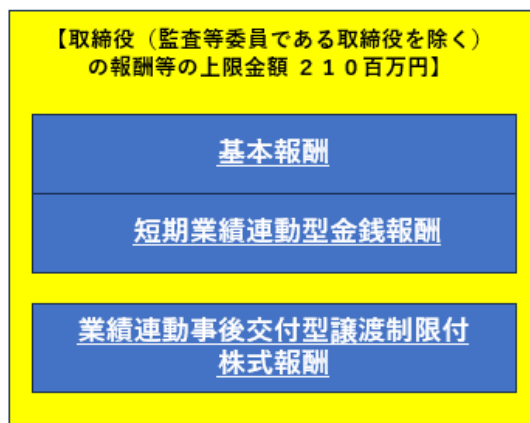 【取締役（監査等委員である取締役を除く）
の報酬等の上限金額 ２１０百万円】
基本報酬
短期業績連動型金銭報酬
業績連動事後交付型譲渡制限付
株式報酬